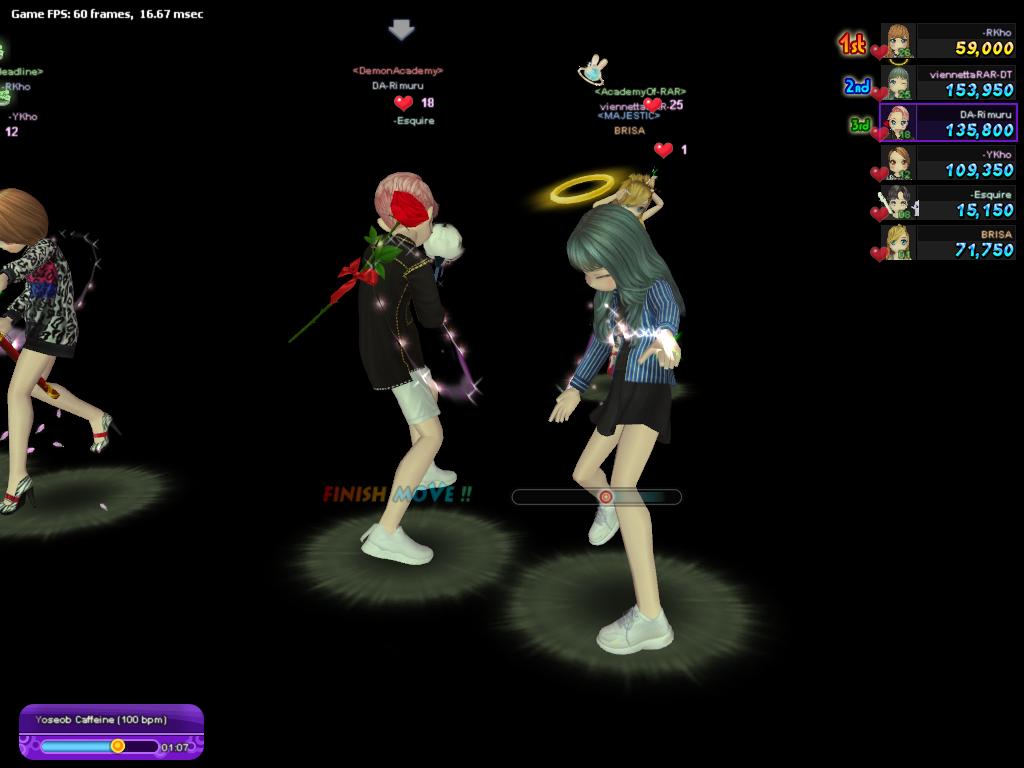 Game FPS: 60 frames, 16.67 msec
eadline>
-RKho
-YKho
12
<DemonAcademy>
DA-Rimuru
18
-Esquire
<AcademyOf-RAR>
25
<MAJESTIC>
BRISA
1
1st
-RKho
59,000
2nd
viennettaRAR-DT
153,950
3rd
DA-Rimuru
135,800
-YKho
109,350
-Esquire
15,150
BRISA
71,750
FINISH MOVE !!
Yoseob Caffeine (100 bpm)
01:07